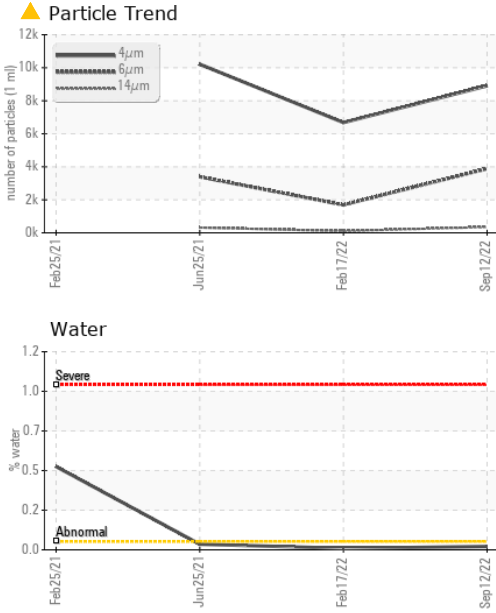 Particle Trend
12k
10k
8k
6k
4k
2k
0k
number of particles (1 ml)
4μm
6μm
14μm
Feb25/21
Jun25/21
Feb17/22
Sep12/22
Water
1.2
1.0
0.7
0.5
0.2
0.0
% water
Severe
Abnormal
Feb25/21
Jun25/21
Feb17/22
Sep12/22